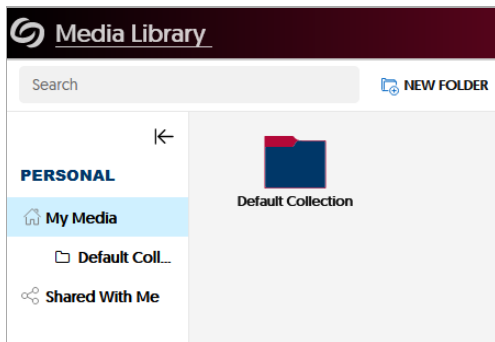 Media Library
Search
NEW FOLDER
PERSONAL
My Media
Default Coll...
Shared With Me
Default Collection